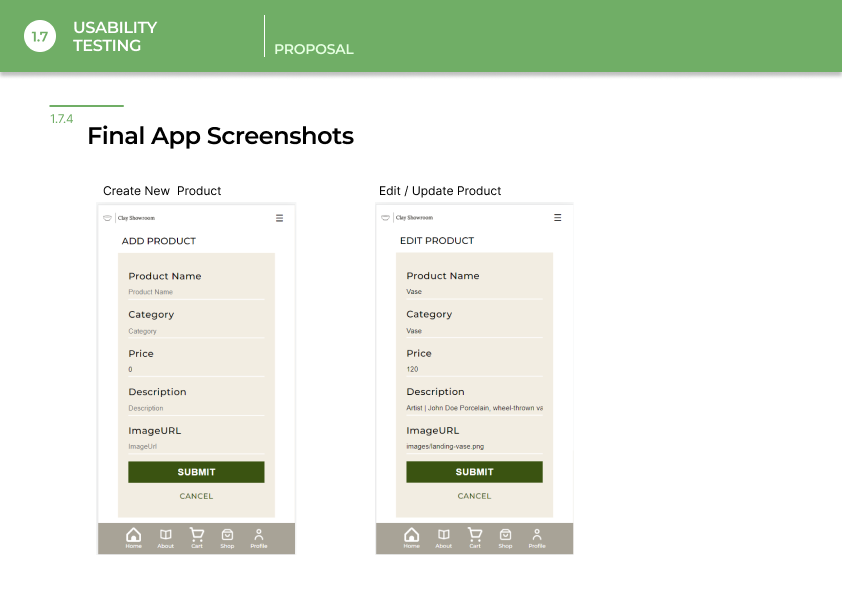 1.7
USABILITY
TESTING
PROPOSAL
1.7.4
Final App Screenshots
Create New Product
Clay Showroom
ADD PRODUCT
Product Name
Product Name
Category
Category
Price
0
Description
Description
ImageURL
ImageUrl
SUBMIT
CANCEL
Home About Cart Shop Profile
Edit / Update Product
Clay Showroom
EDIT PRODUCT
Product Name
Vase
Category
Vase
Price
120
Description
Artist | John Doe Porcelain, wheel-thrown va
ImageURL
images/landing-vase.png
SUBMIT
CANCEL
Home About Cart Shop Profile